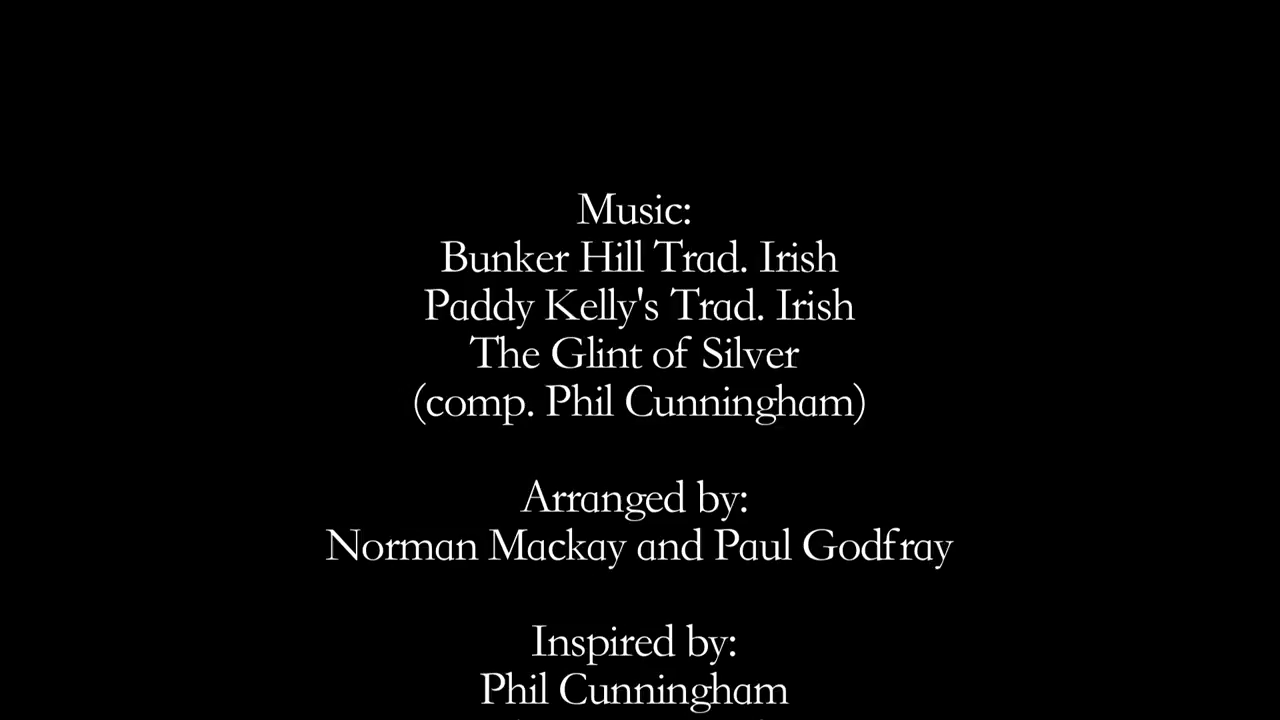 Music:
Bunker Hill Trad. Irish
Paddy Kelly's Trad. Irish
The Glint of Silver
(comp. Phil Cunningham)
Arranged by:
Norman Mackay and Paul Godfray
Inspired by:
Phil Cunningham